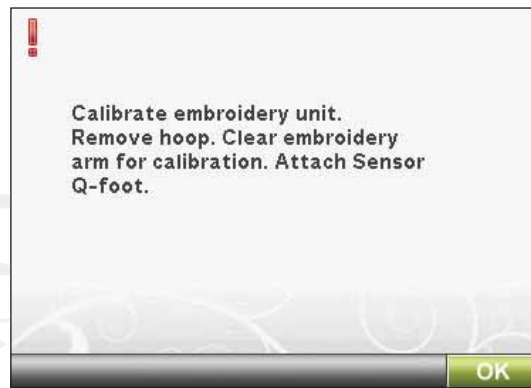 Calibrate embroidery unit.
Remove hoop. Clear embroidery
arm for calibration. Attach Sensor
Q-foot.
OK